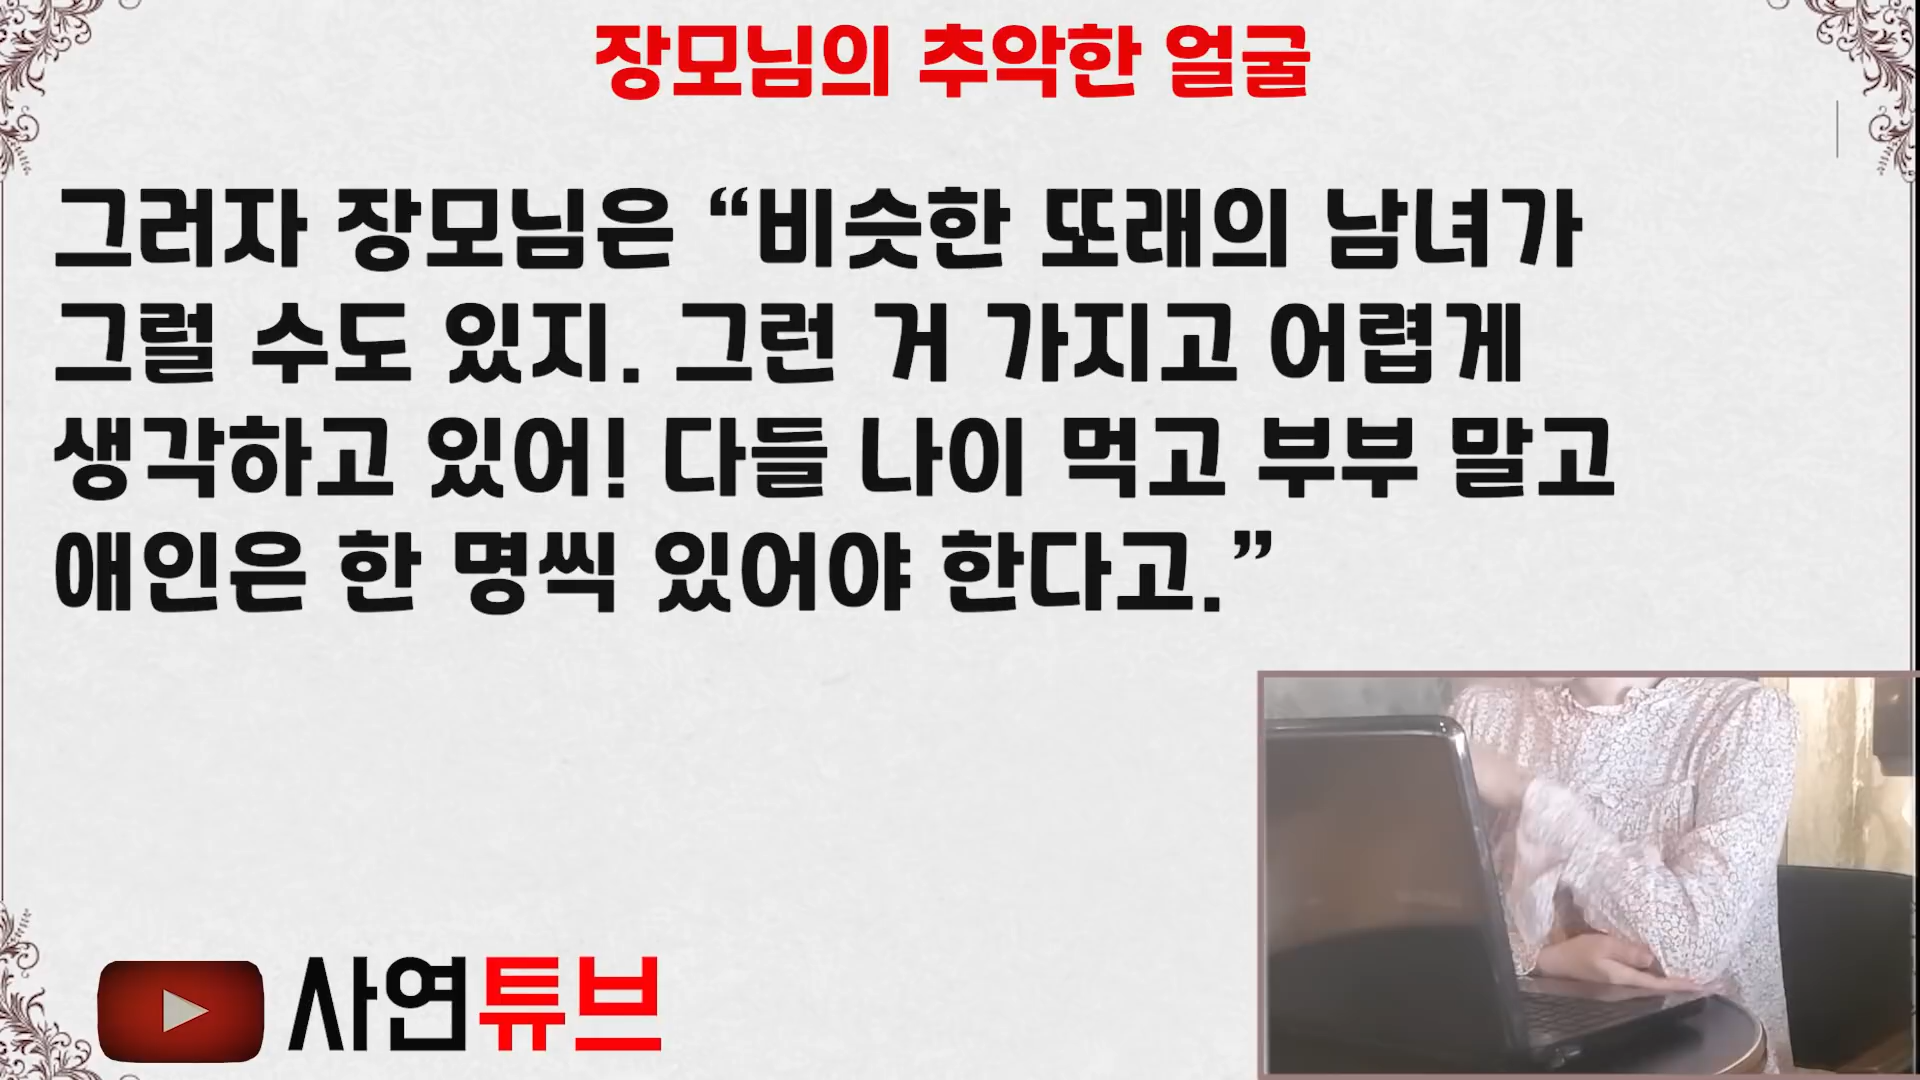 장모님의 추악한 얼굴
그러자 장모님은 “비슷한 또래의 남녀가
그럴 수도 있지. 그런 거 가지고 어렵게
생각하고 있어! 다들 나이 먹고 부부 말고
애인은 한 명씩 있어야 한다고.”
사연튜브